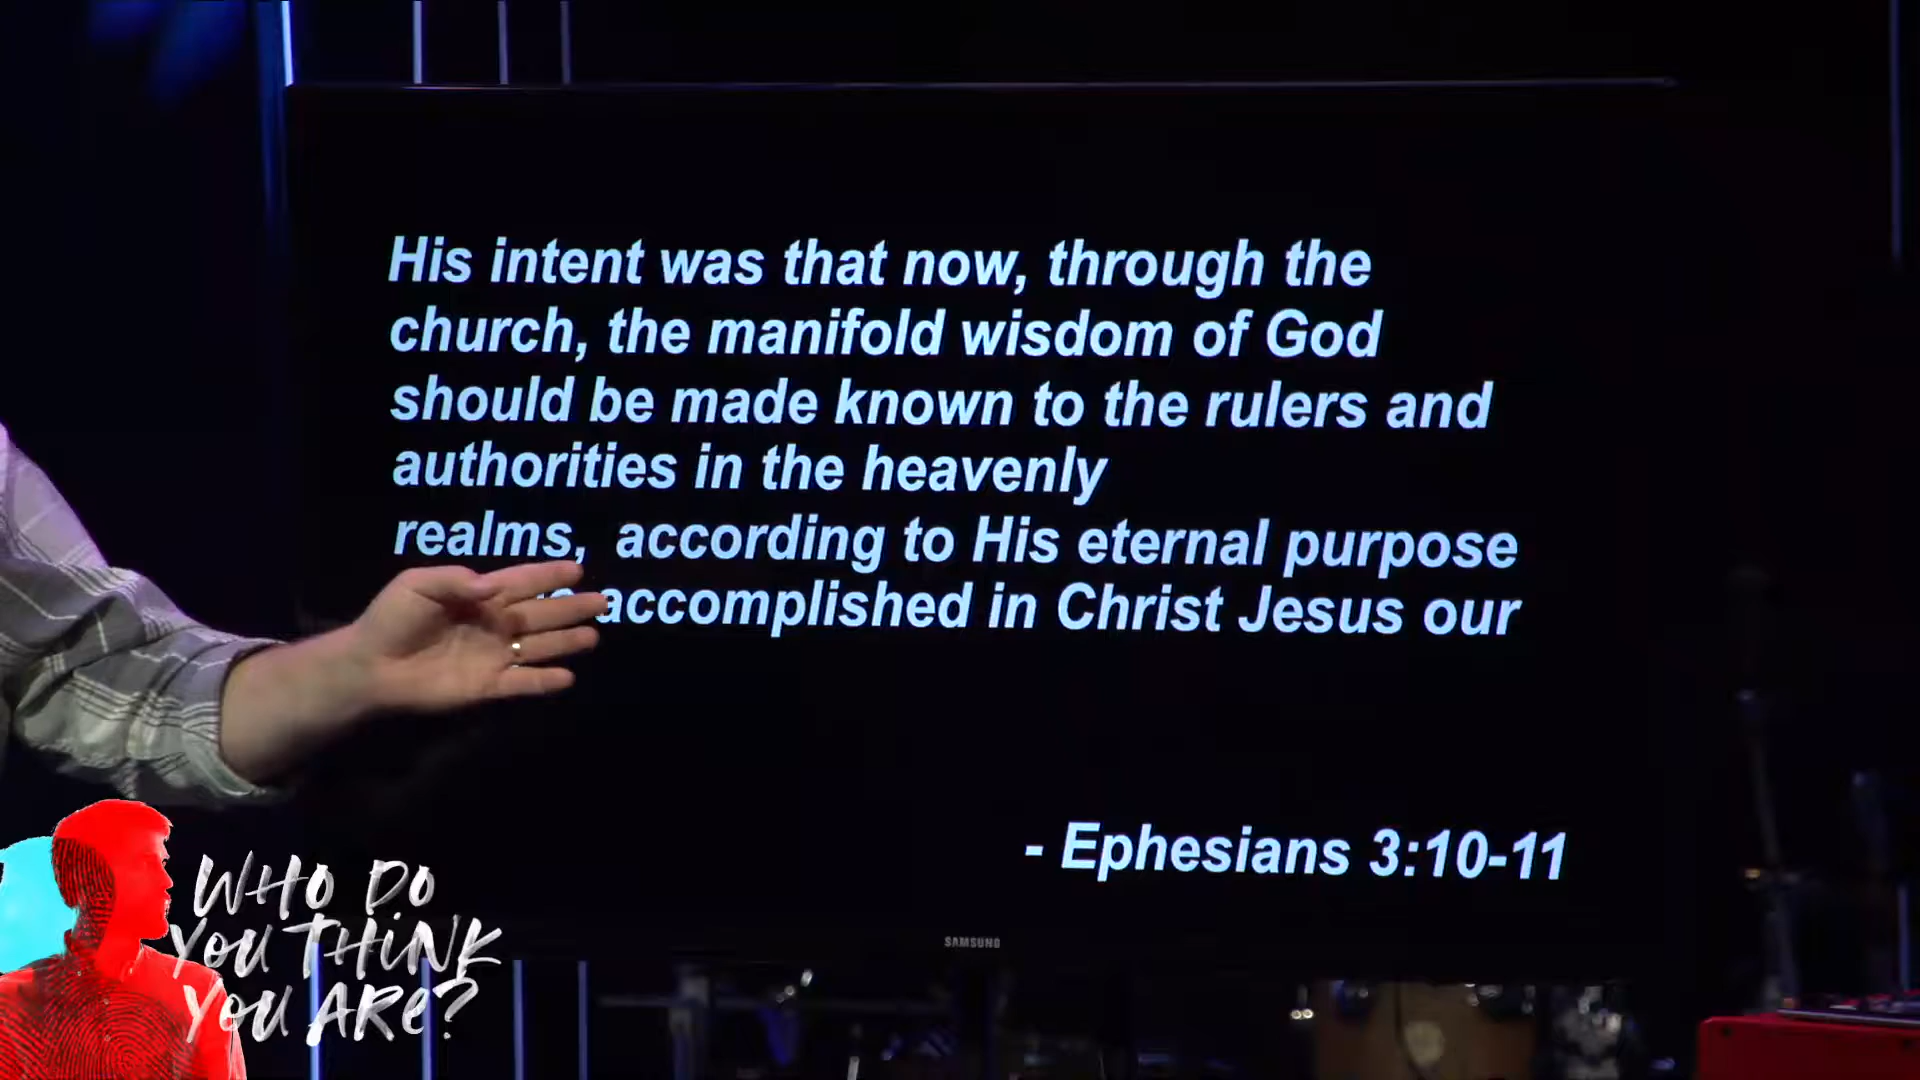 His intent was that now, through the
church, the manifold wisdom of God
should be made known to the rulers and
authorities in the heavenly
realms, according to His eternal purpose
accomplished in Christ Jesus our
- Ephesians 3:10-11
SAMSUNG
WHO DO
YOU THINK
YOU ARE?